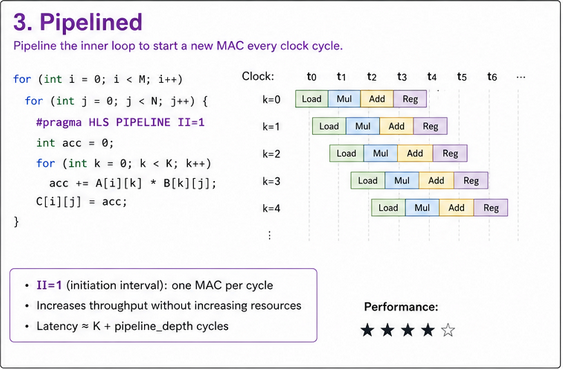 3. Pipelined
Pipeline the inner loop to start a new MAC every clock cycle.
for (int i = 0; i < M; i++)
for (int j = 0; j < N; j++) {
#pragma HLS PIPELINE II=1
int acc = 0;
for (int k = 0; k < K; k++)
acc += A[i][k] * B[k][j];
C[i][j] = acc;
}
Clock: t0 t1 t2 t3 t4 t5 t6 ...
k=0 Load Mul Add Reg
k=1 Load Mul Add Reg
k=2 Load Mul Add Reg
k=3 Load Mul Add Reg
k=4 Load Mul Add Reg
⋮
• II=1 (initiation interval): one MAC per cycle
• Increases throughput without increasing resources
• Latency ≈ K + pipeline_depth cycles
Performance:
★★★★☆